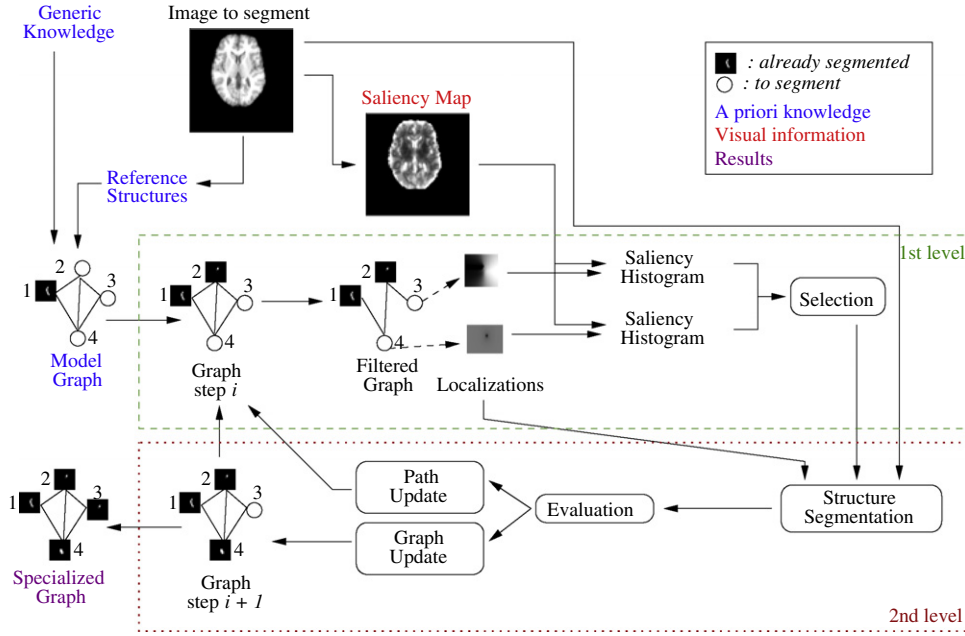 Generic
Knowledge
Image to segment
: already segmented
: to segment
A priori knowledge
Visual information
Results
Saliency Map
Reference
Structures
1st level
2
1
3
4
Model
Graph
2
1
3
4
Graph
step i
2
1
3
4
Filtered
Graph
Localizations
Saliency
Histogram
Saliency
Histogram
Selection
2
1
3
4
Specialized
Graph
2
1
3
4
Graph
step i + 1
Path
Update
Graph
Update
Evaluation
Structure
Segmentation
2nd level